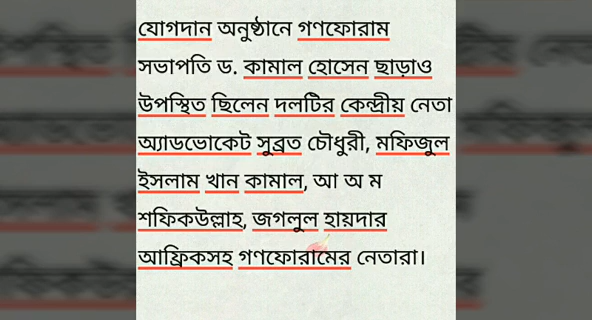 যোগদান অনুষ্ঠানে গণফোরাম
সভাপতি ড. কামাল হোসেন ছাড়াও
উপস্থিত ছিলেন দলটির কেন্দ্রীয় নেতা
অ্যাডভোকেট সুব্রত চৌধুরী, মফিজুল
ইসলাম খান কামাল, আ অ ম
শফিকউল্লাহ, জগলুল হায়দার
আফ্রিকসহ গণফোরামের নেতারা।